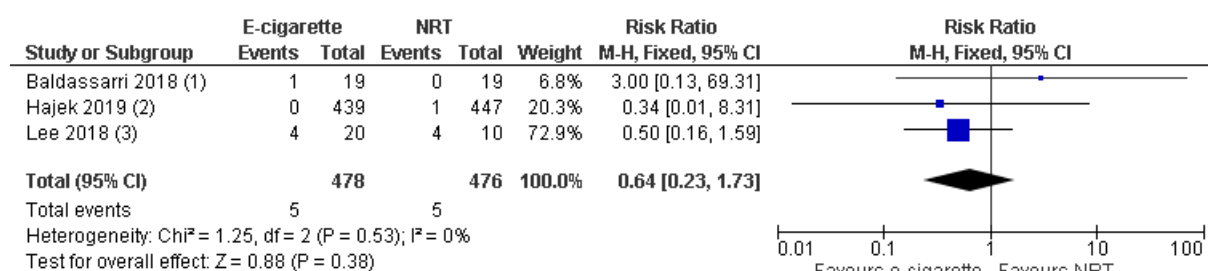 E-cigarette NRT Risk Ratio Risk Ratio
Study or Subgroup Events Total Events Total Weight M-H, Fixed, 95% CI M-H, Fixed, 95% CI
Baldassarri 2018 (1) 1 19 0 19 6.8% 3.00 [0.13, 69.31]
Hajek 2019 (2) 0 439 1 447 20.3% 0.34 [0.01, 8.31]
Lee 2018 (3) 4 20 4 10 72.9% 0.50 [0.16, 1.59]
Total (95% CI) 478 476 100.0% 0.64 [0.23, 1.73]
Total events 5 5
Heterogeneity: Chi² = 1.25, df = 2 (P = 0.53); I² = 0%
Test for overall effect: Z = 0.88 (P = 0.38)
0.01 0.1 1 10 100
Favours e-cigarette Favours NRT